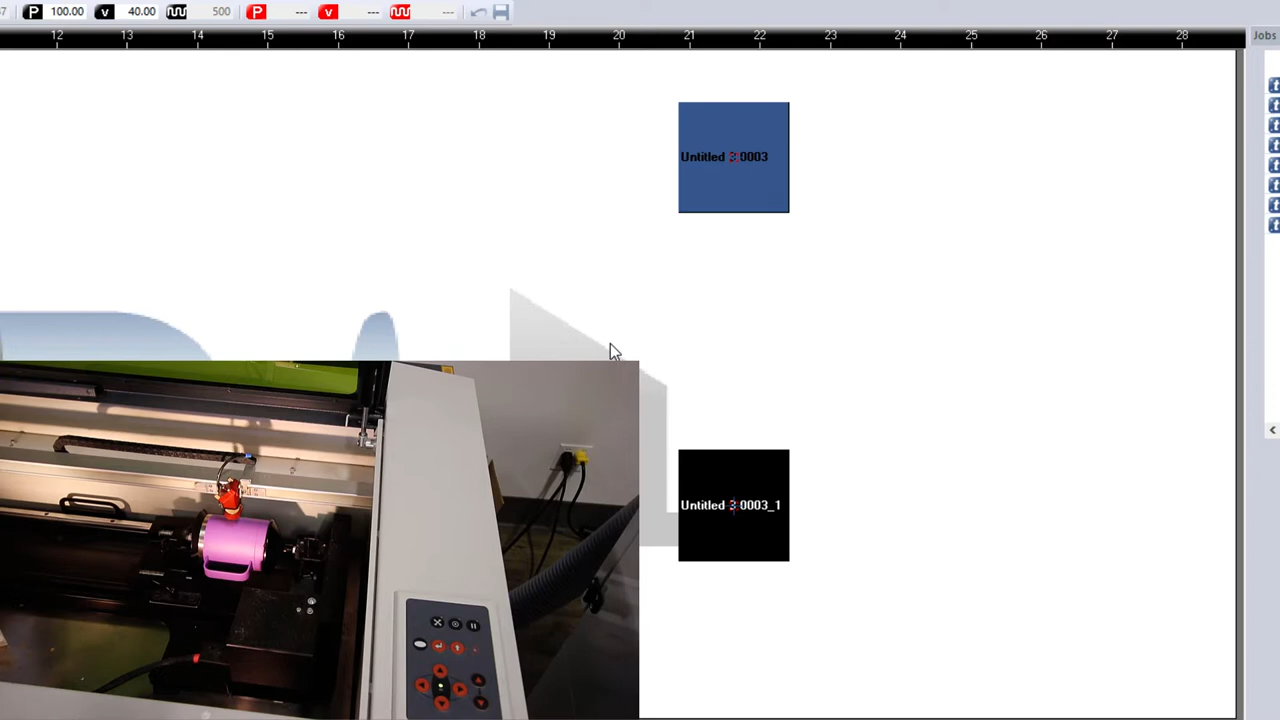 P 100.00 v 40.00 500 P --- v --- ---
12 13 14 15 16 17 18 19 20 21 22 23 24 25 26 27 28
Jobs
Untitled 3 0003
Untitled 3 0003_1